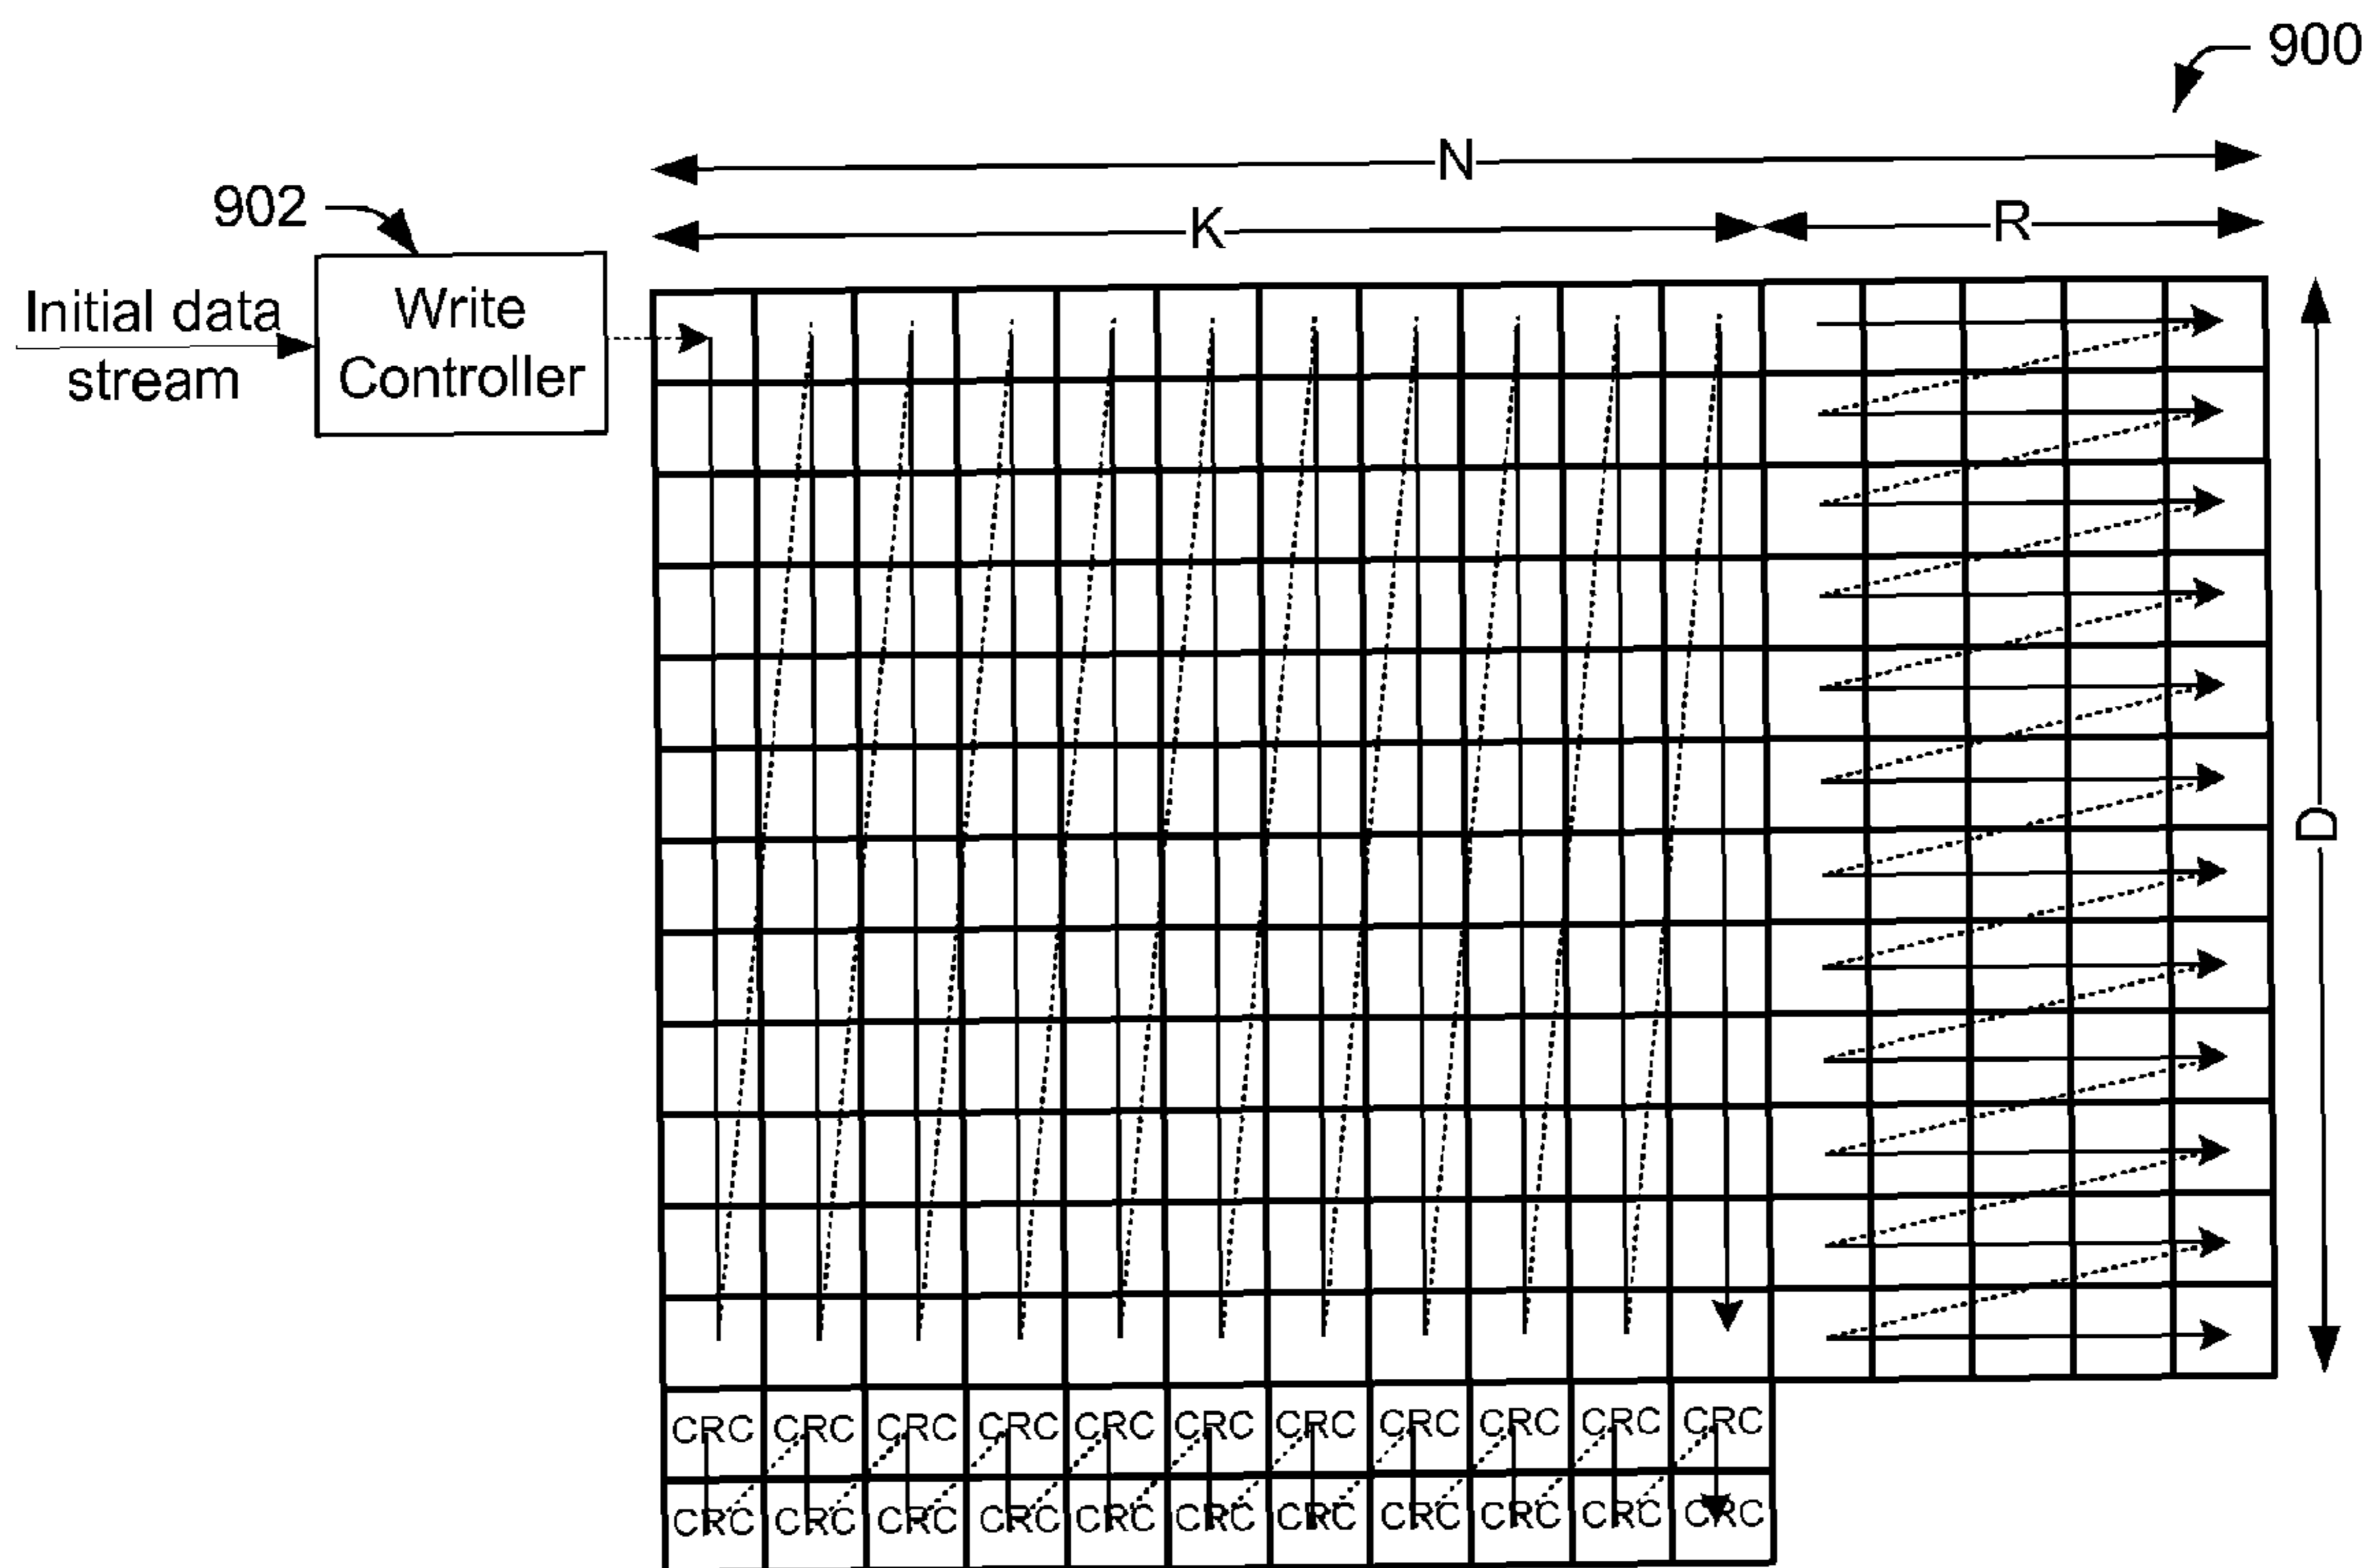 900
N
902
K
R
Initial data
stream
Write
Controller
D
CRC CRC CRC CRC CRC CRC CRC CRC CRC CRC CRC
CRC CRC CRC CRC CRC CRC CRC CRC CRC CRC CRC